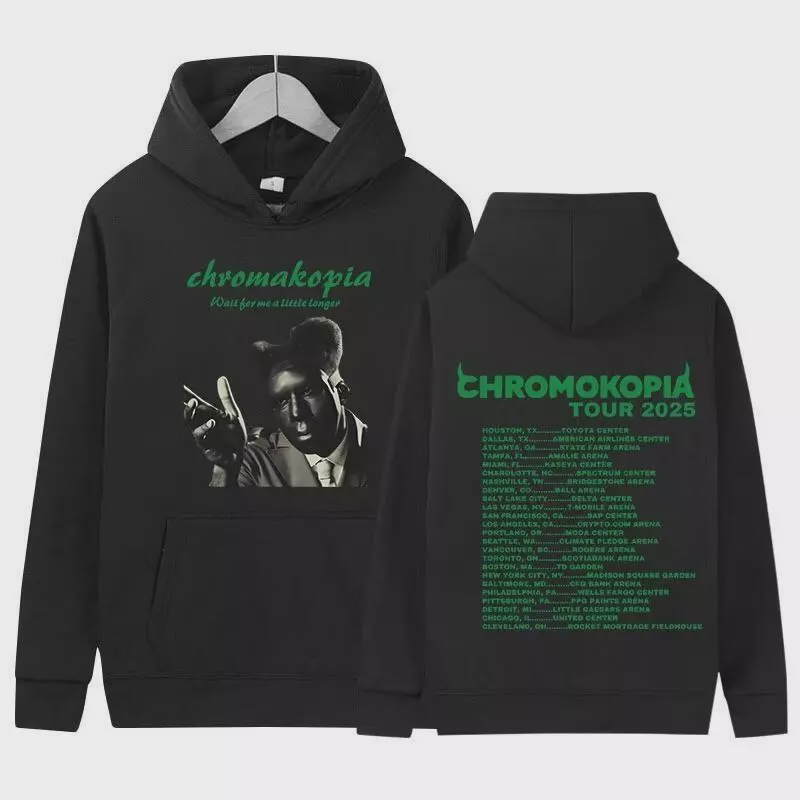 chromakopia
Wait for me a little longer
CHROMOKOPIA
TOUR 2025
HOUSTON, TX..........TOYOTA CENTER
DALLAS, TX..........AMERICAN AIRLINES CENTER
ATLANTA, GA..........STATE FARM ARENA
TAMPA, FL..........AMALIE ARENA
MIAMI, FL..........KASEYA CENTER
CHAROLOTTE, NC..........SPECTRUM CENTER
NASHVILLE, TN..........BRIDGESTONE ARENA
DENVER, CO..........BALL ARENA
SALT LAKE CITY..........DELTA CENTER
LAS VEGAS, NV..........T-MOBILE ARENA
SAN FRANCISCO, CA..........SAP CENTER
LOS ANGELES, CA..........CRYPTO.COM ARENA
PORTLAND, OR..........MODA CENTER
SEATTLE, WA..........CLIMATE PLEDGE ARENA
VANCOUVER, BC..........ROGERS ARENA
TORONTO, ON..........SCOTIABANK ARENA
BOSTON, MA..........TD GARDEN
NEW YORK CITY, NY..........MADISON SQUARE GARDEN
BALTIMORE, MD..........CFG BANK ARENA
PHILADELPHIA, PA..........WELLS FARGO CENTER
PITTSBURGH, PA..........PPG PAINTS ARENA
DETROIT, MI..........LITTLE CAESARS ARENA
CHICAGO, IL..........UNITED CENTER
CLEVELAND, OH..........ROCKET MORTGAGE FIELDHOUSE